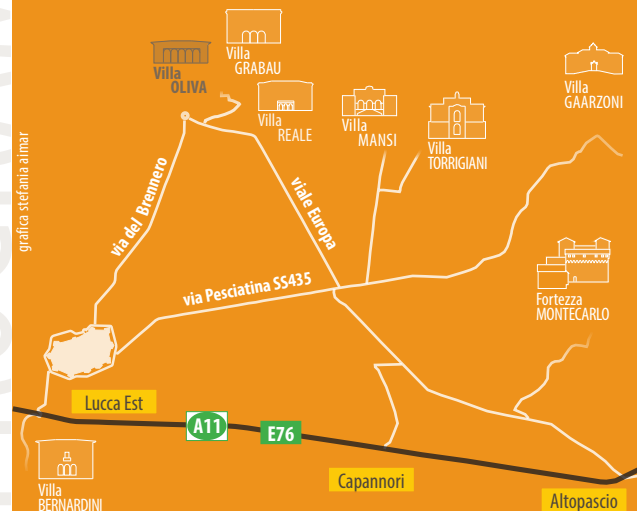 Villa
OLIVA
Villa
GRABAU
Villa
REALE
Villa
MANSI
Villa
TORRIGIANI
Villa
GAARZONI
grafica stefania aimar
via del Brennero
viale Europa
via Pesciatina SS435
Fortezza
MONTECARLO
Lucca Est
A11
E76
Capannori
Altopascio
Villa
BERNARDINI